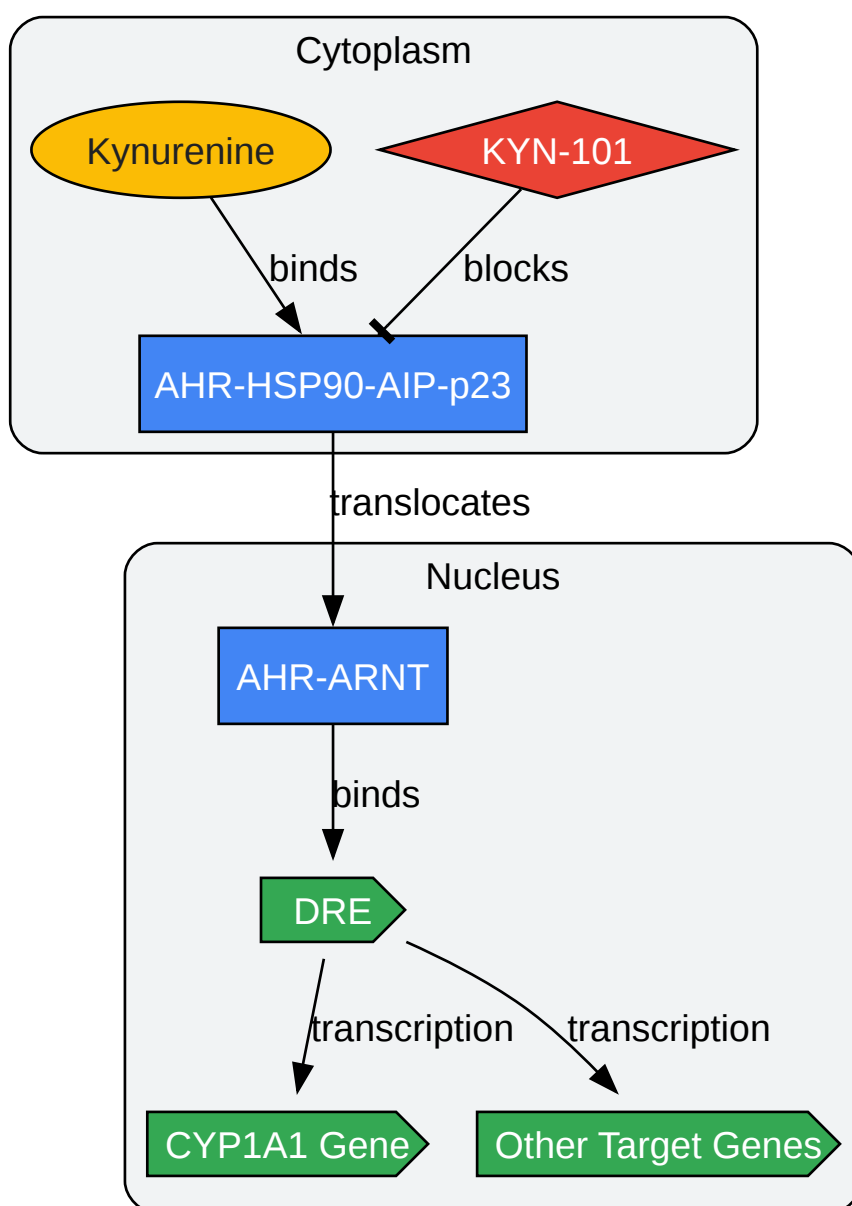 Cytoplasm
Kynurenine
KYN-101
binds
blocks
AHR-HSP90-AIP-p23
translocates
Nucleus
AHR-ARNT
binds
DRE
transcription
transcription
CYP1A1 Gene
Other Target Genes